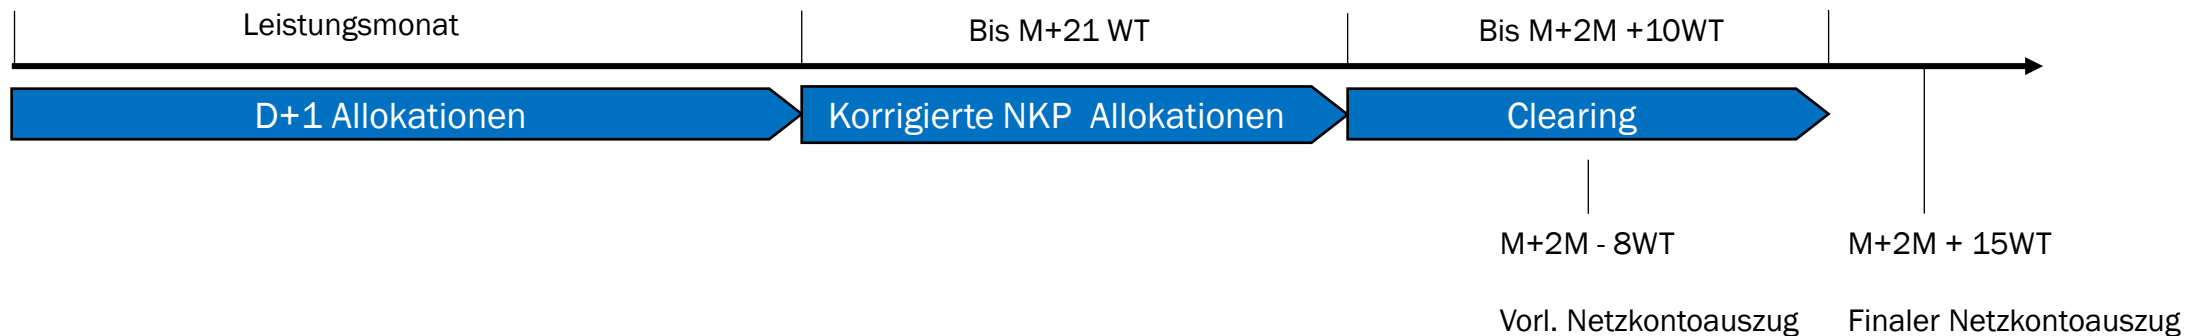 Leistungsmonat
Bis M+21 WT
Bis M+2M +10WT
D+1 Allokationen
Korrigierte NKP Allokationen
Clearing
M+2M - 8WT
M+2M + 15WT
Vorl. Netzkontoauszug
Finaler Netzkontoauszug